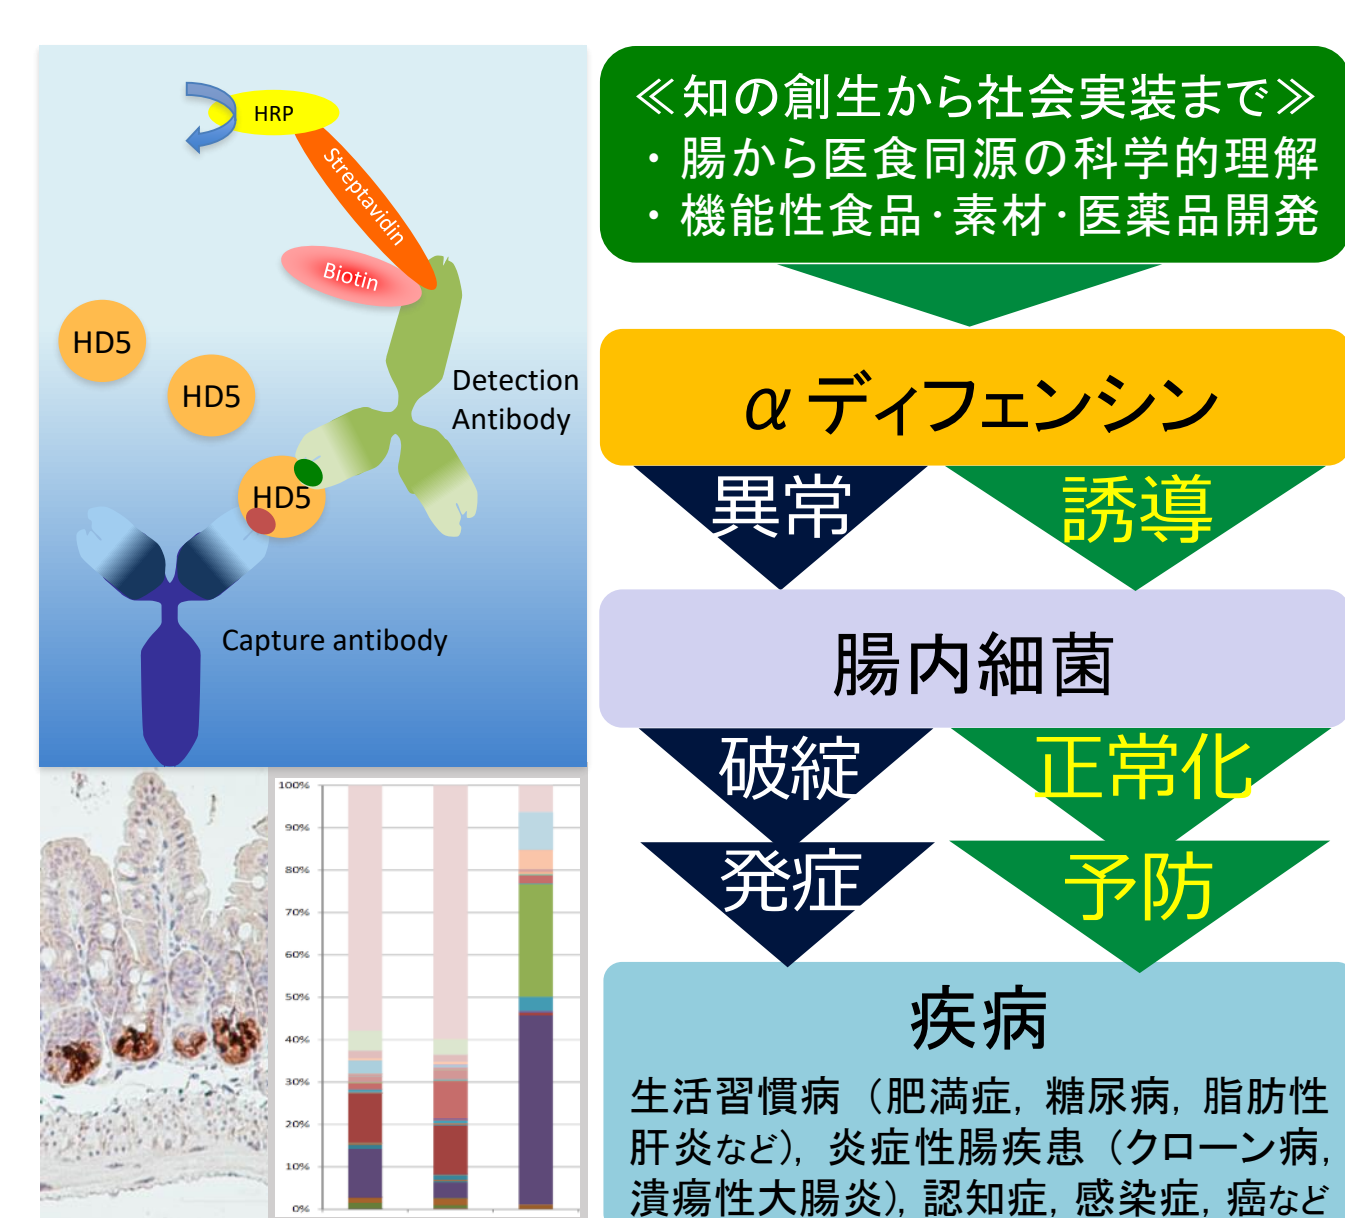 HRP
Streptavidin
Biotin
HD5
HD5
Detection
Antibody
HD5
Capture antibody
100%
90%
80%
70%
60%
50%
40%
30%
20%
10%
0%
≪知の創生から社会実装まで≫
・腸から医食同源の科学的理解
・機能性食品・素材・医薬品開発
αディフェンシン
異常 誘導
腸内細菌
破綻 正常化
発症 予防
疾病
生活習慣病（肥満症, 糖尿病, 脂肪性
肝炎など), 炎症性腸疾患（クローン病,
潰瘍性大腸炎), 認知症, 感染症, 癌など